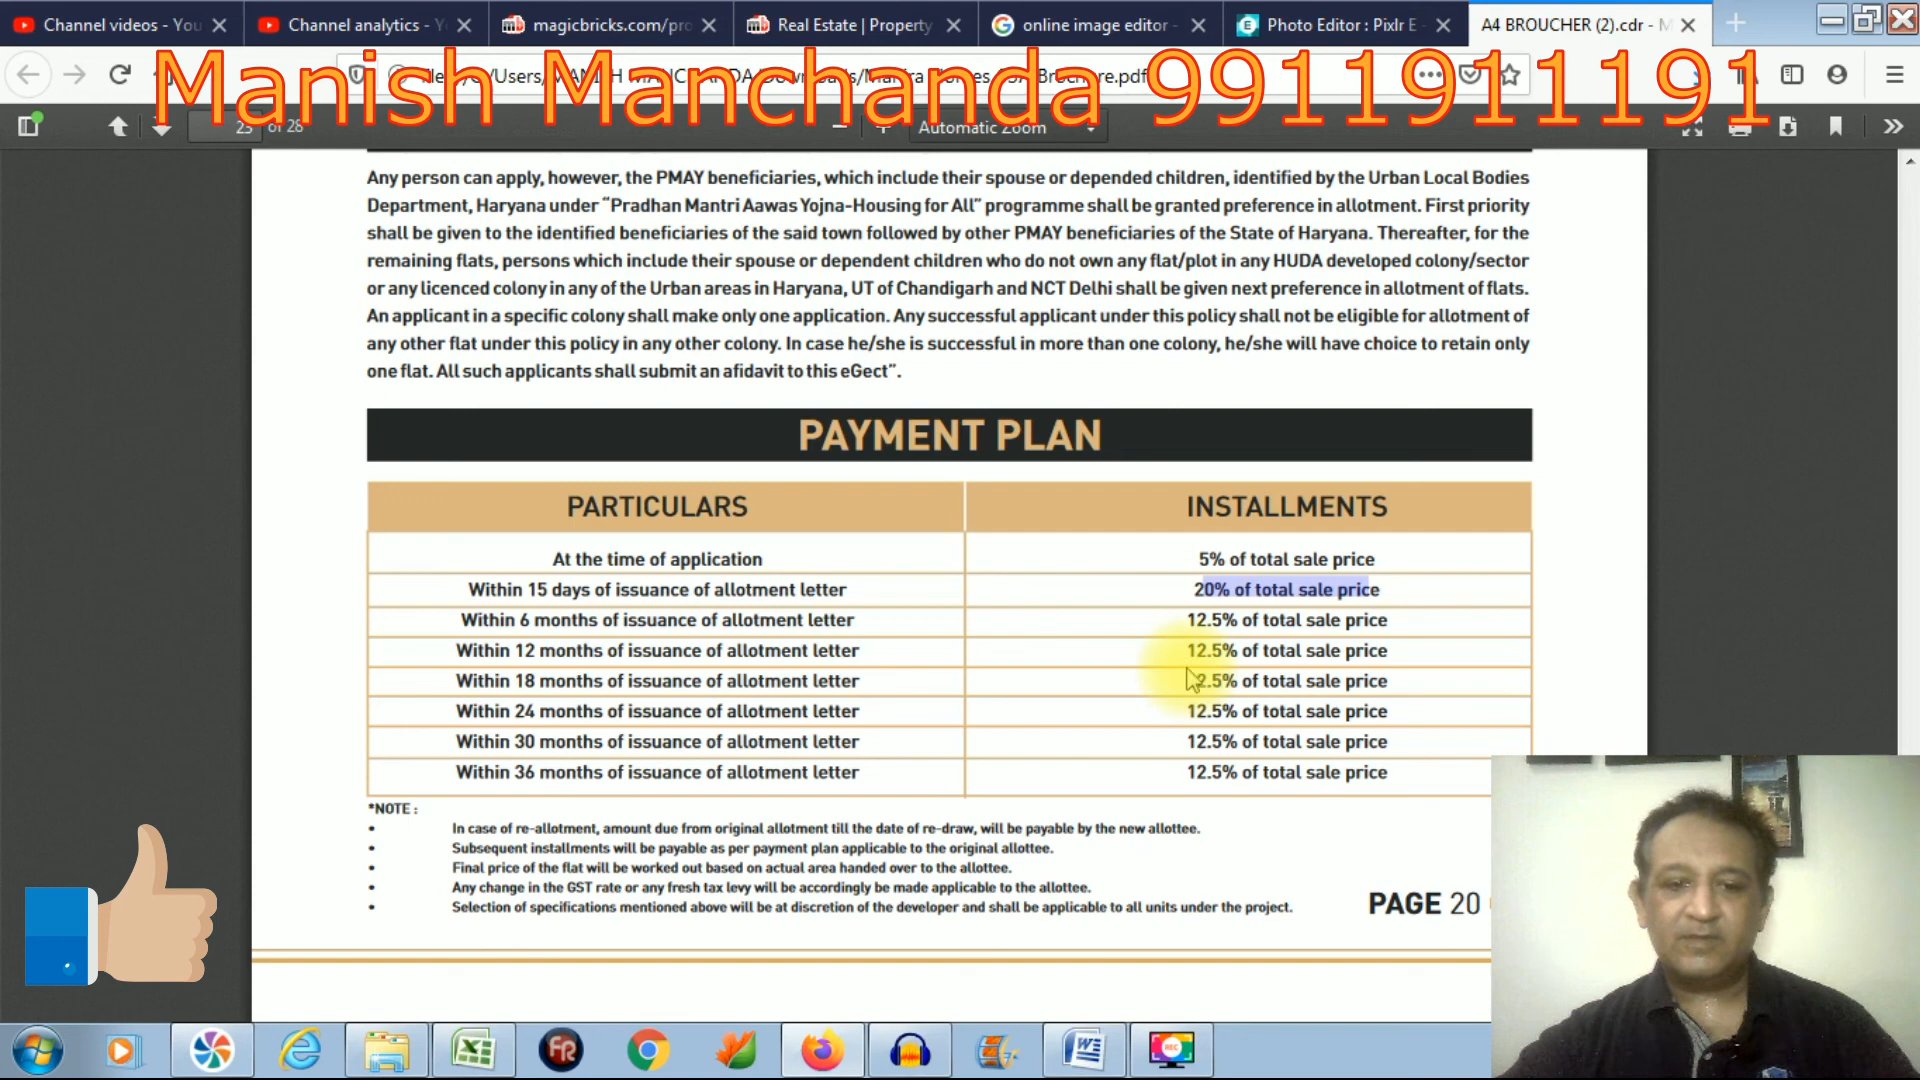 Channel videos - You
Channel analytics - Y
magicbricks.com/pro
Real Estate | Property
online image editor -
Photo Editor : Pixlr E -
A4 BROUCHER (2).cdr - M
Manish Manchanda 9911911191
25 of 28
Automatic Zoom
Any person can apply, however, the PMAY beneficiaries, which include their spouse or depended children, identified by the Urban Local Bodies
Department, Haryana under "Pradhan Mantri Aawas Yojna-Housing for All" programme shall be granted preference in allotment. First priority
shall be given to the identified beneficiaries of the said town followed by other PMAY beneficiaries of the State of Haryana. Thereafter, for the
remaining flats, persons which include their spouse or dependent children who do not own any flat/plot in any HUDA developed colony/sector
or any licenced colony in any of the Urban areas in Haryana, UT of Chandigarh and NCT Delhi shall be given next preference in allotment of flats.
An applicant in a specific colony shall make only one application. Any successful applicant under this policy shall not be eligible for allotment of
any other flat under this policy in any other colony. In case he/she is successful in more than one colony, he/she will have choice to retain only
one flat. All such applicants shall submit an afidavit to this eGect".
PAYMENT PLAN
PARTICULARS INSTALLMENTS
At the time of application 5% of total sale price
Within 15 days of issuance of allotment letter 20% of total sale price
Within 6 months of issuance of allotment letter 12.5% of total sale price
Within 12 months of issuance of allotment letter 12.5% of total sale price
Within 18 months of issuance of allotment letter 12.5% of total sale price
Within 24 months of issuance of allotment letter 12.5% of total sale price
Within 30 months of issuance of allotment letter 12.5% of total sale price
Within 36 months of issuance of allotment letter 12.5% of total sale price
*NOTE :
• In case of re-allotment, amount due from original allotment till the date of re-draw, will be payable by the new allottee.
• Subsequent installments will be payable as per payment plan applicable to the original allottee.
• Final price of the flat will be worked out based on actual area handed over to the allottee.
• Any change in the GST rate or any fresh tax levy will be accordingly be made applicable to the allottee.
• Selection of specifications mentioned above will be at discretion of the developer and shall be applicable to all units under the project.
PAGE 20
FR
REC